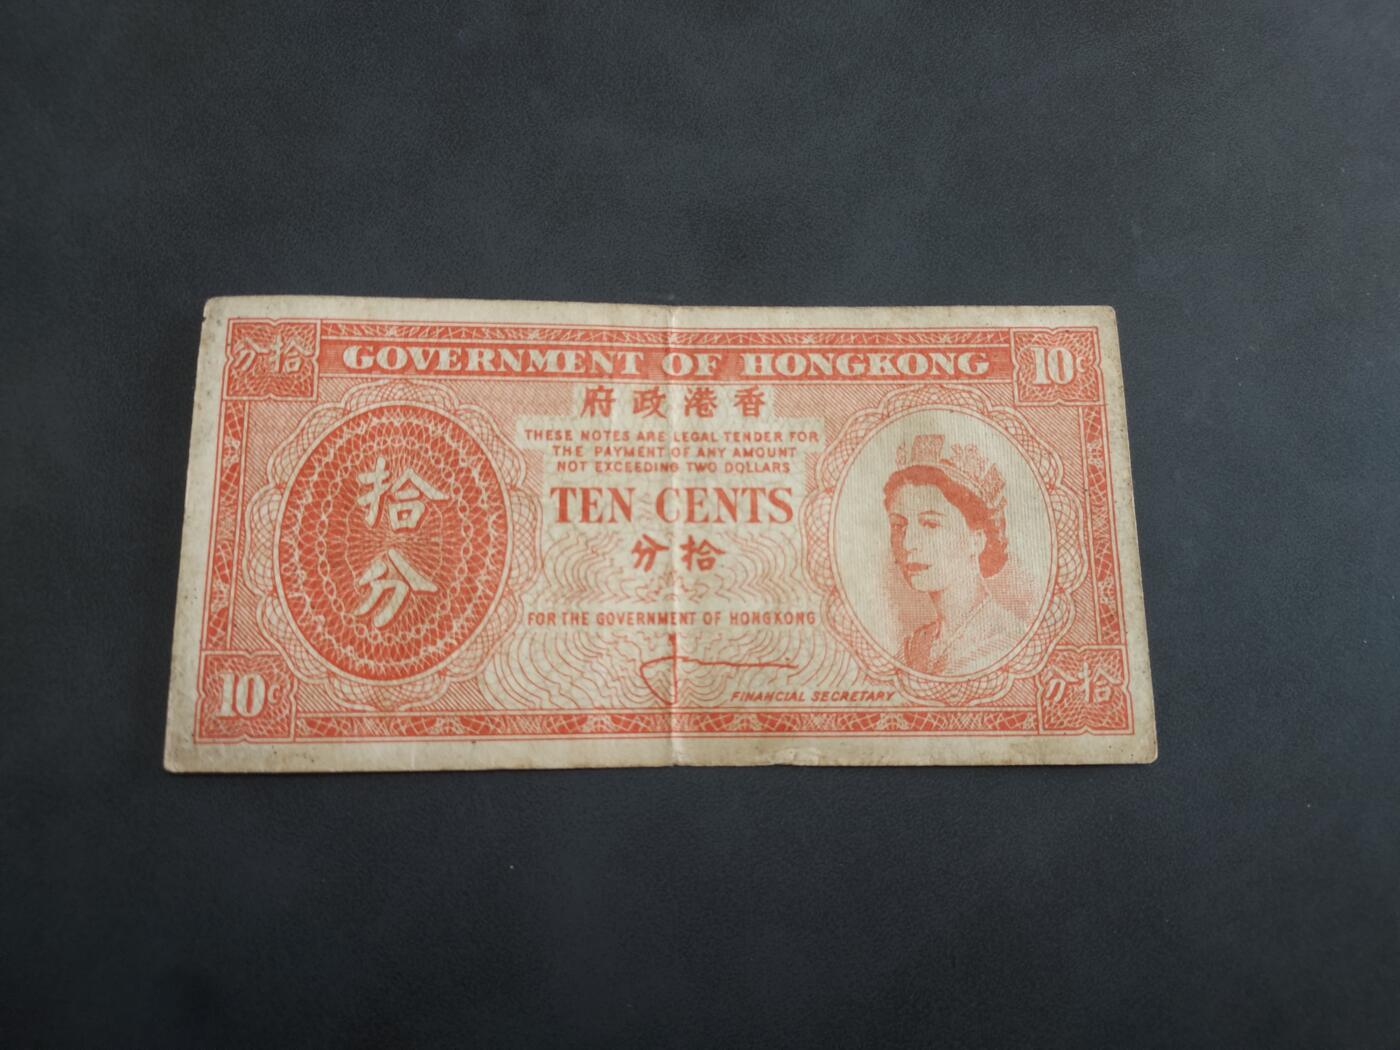 分拾
GOVERNMENT OF HONGKONG
10¢
府政港香
THESE NOTES ARE LEGAL TENDER FOR
THE PAYMENT OF ANY AMOUNT
NOT EXCEEDING TWO DOLLARS
TEN CENTS
分拾
拾
分
FOR THE GOVERNMENT OF HONGKONG
FINANCIAL SECRETARY
10¢
分拾